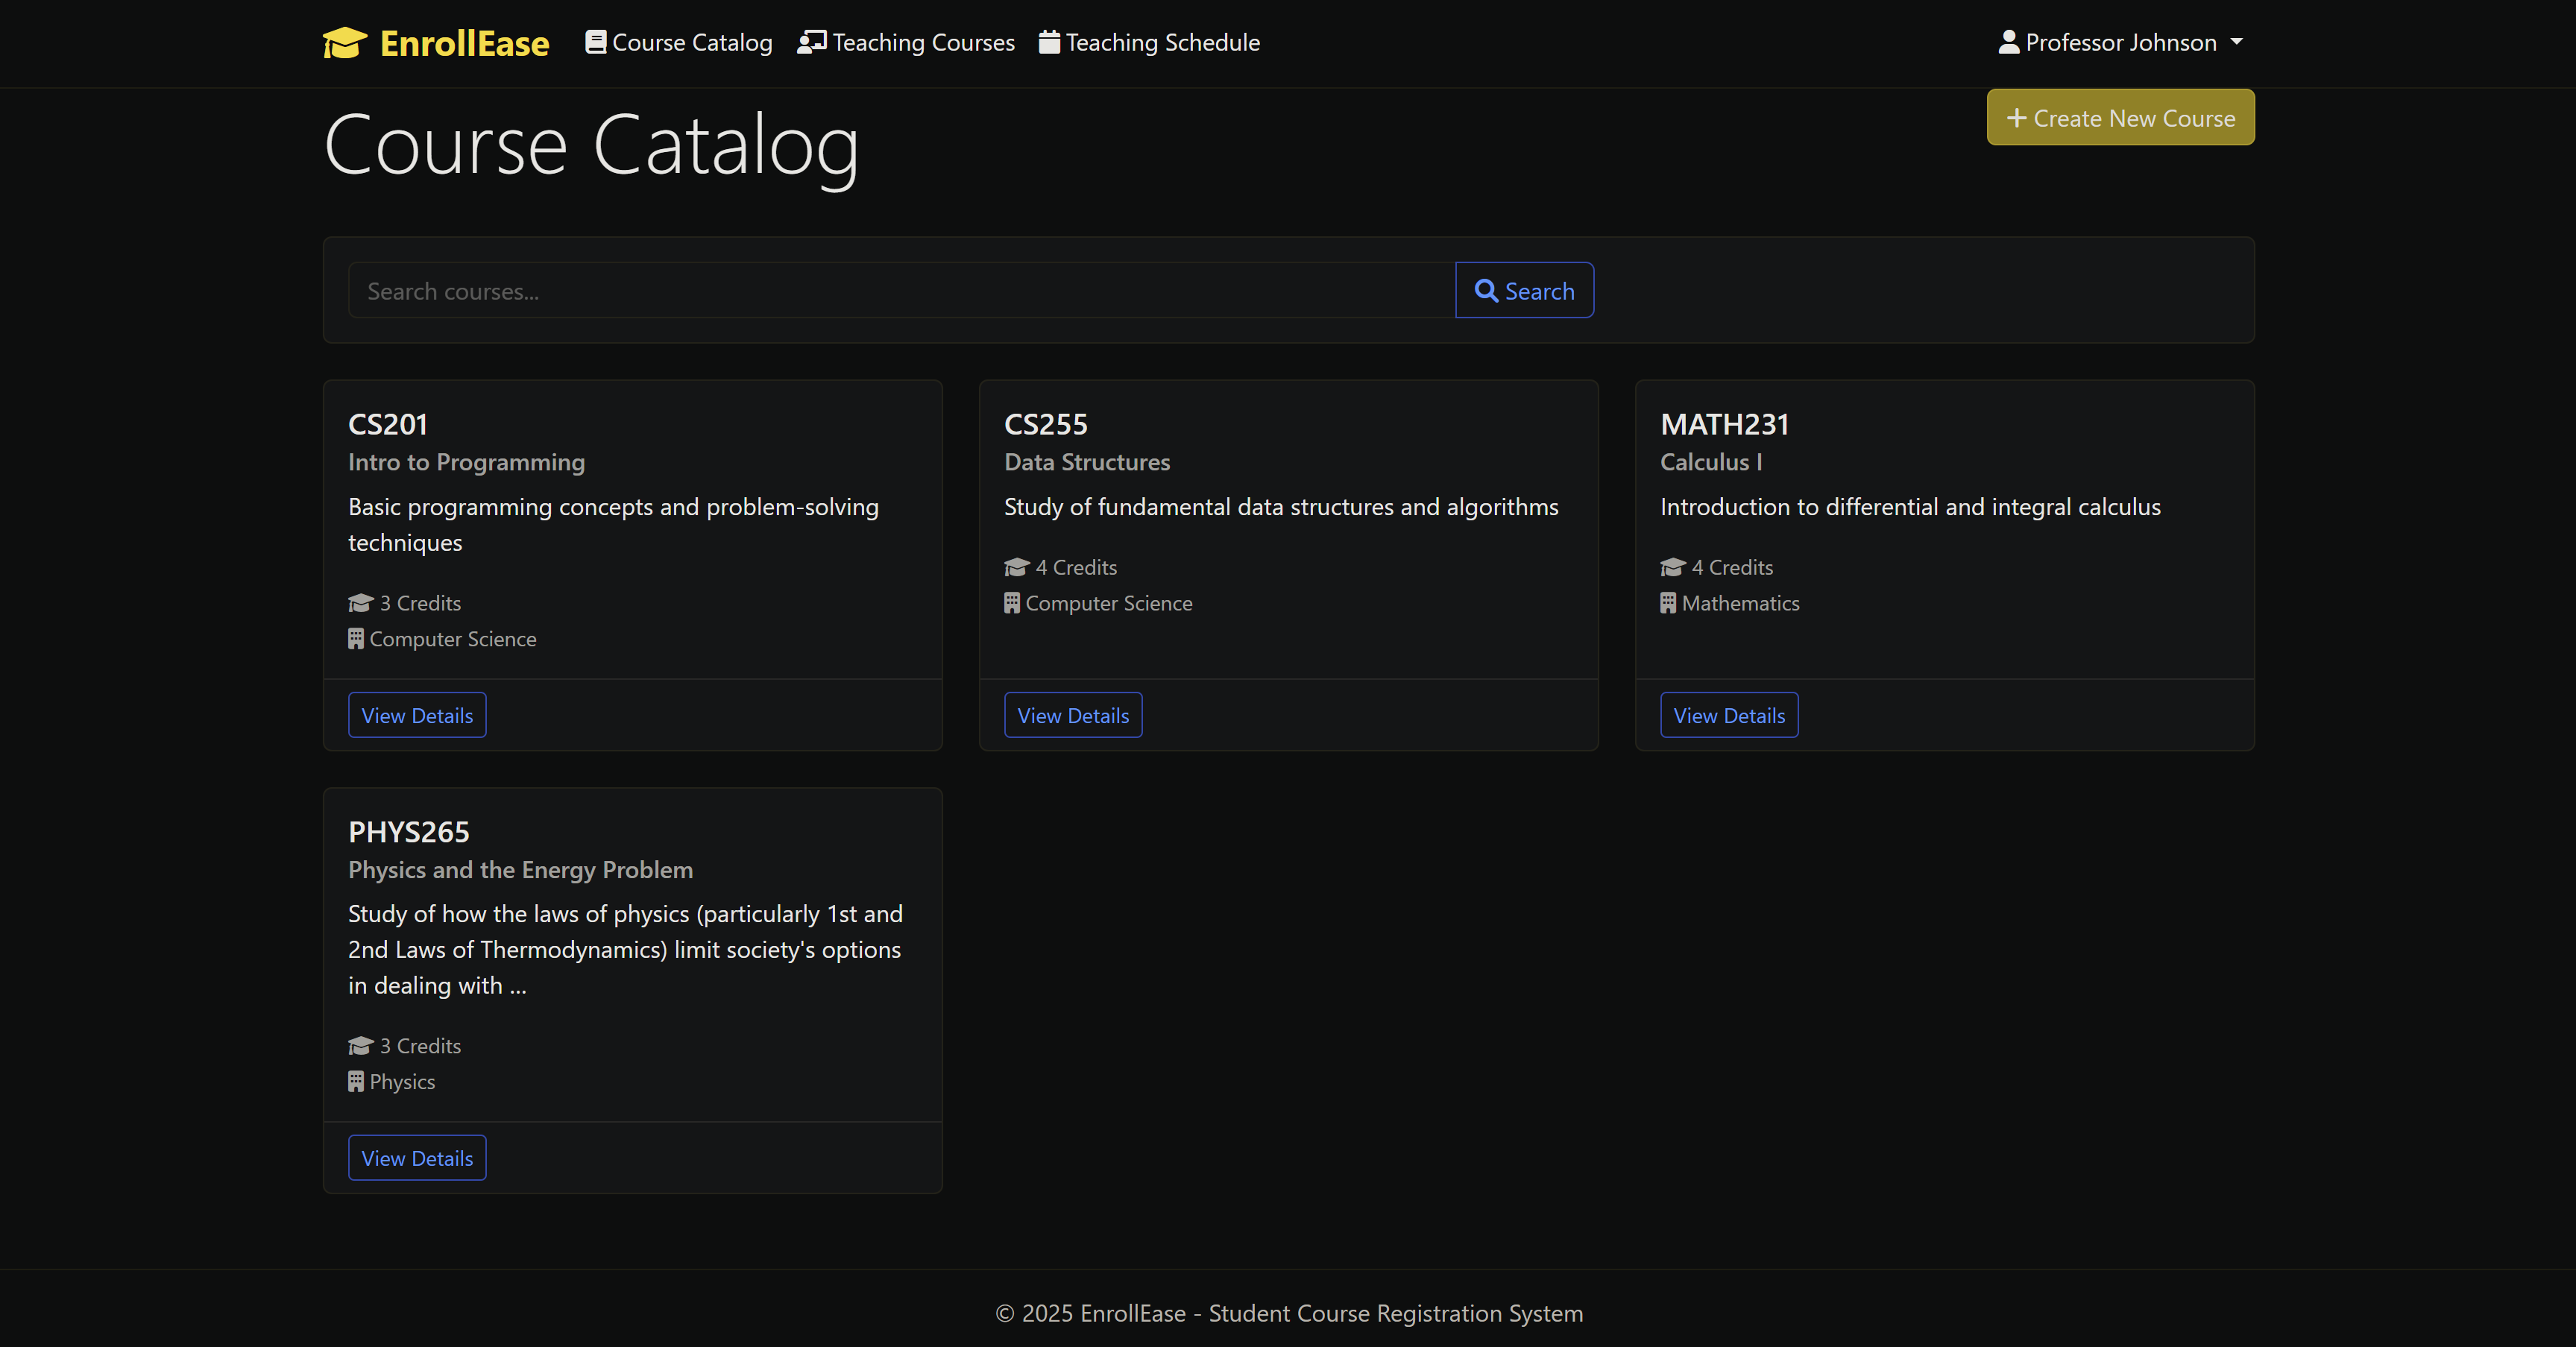 EnrollEase
Course Catalog
Teaching Courses
Teaching Schedule
Professor Johnson
Course Catalog
Create New Course
Search courses...
Search
CS201
Intro to Programming
Basic programming concepts and problem-solving
techniques
3 Credits
Computer Science
View Details
CS255
Data Structures
Study of fundamental data structures and algorithms
4 Credits
Computer Science
View Details
MATH231
Calculus I
Introduction to differential and integral calculus
4 Credits
Mathematics
View Details
PHYS265
Physics and the Energy Problem
Study of how the laws of physics (particularly 1st and
2nd Laws of Thermodynamics) limit society's options
in dealing with ...
3 Credits
Physics
View Details
© 2025 EnrollEase - Student Course Registration System